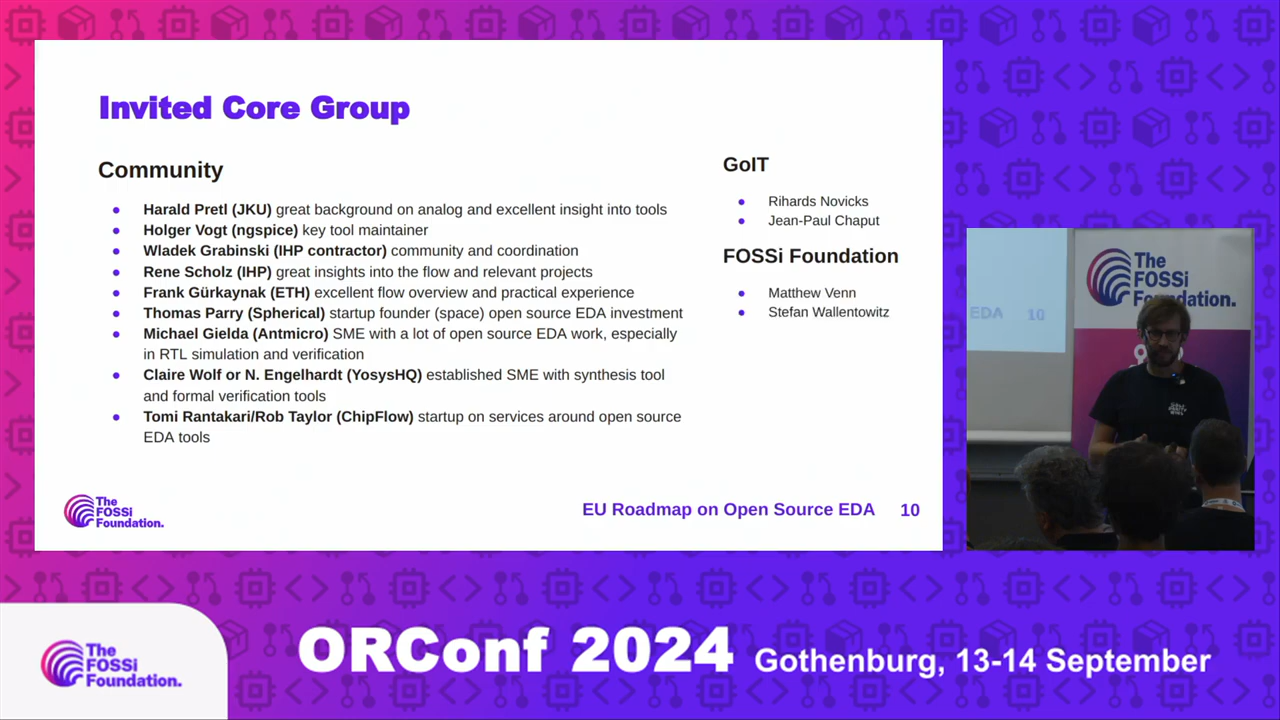 Invited Core Group
Community
Harald Pretl (JKU) great background on analog and excellent insight into tools
Holger Vogt (ngspice) key tool maintainer
Wladek Grabinski (IHP contractor) community and coordination
Rene Scholz (IHP) great insights into the flow and relevant projects
Frank Gürkaynak (ETH) excellent flow overview and practical experience
Thomas Parry (Spherical) startup founder (space) open source EDA investment
Michael Gielda (Antmicro) SME with a lot of open source EDA work, especially
in RTL simulation and verification
Claire Wolf or N. Engelhardt (YosysHQ) established SME with synthesis tool
and formal verification tools
Tomi Rantakari/Rob Taylor (ChipFlow) startup on services around open source
EDA tools
GoIT
Rihards Novicks
Jean-Paul Chaput
FOSSi Foundation
Matthew Venn
Stefan Wallentowitz
The
FOSSi
Foundation.
EU Roadmap on Open Source EDA 10
EDA 10
The
FOSSi
Foundation.
The
FOSSi
Foundation.
ORConf 2024 Gothenburg, 13-14 September